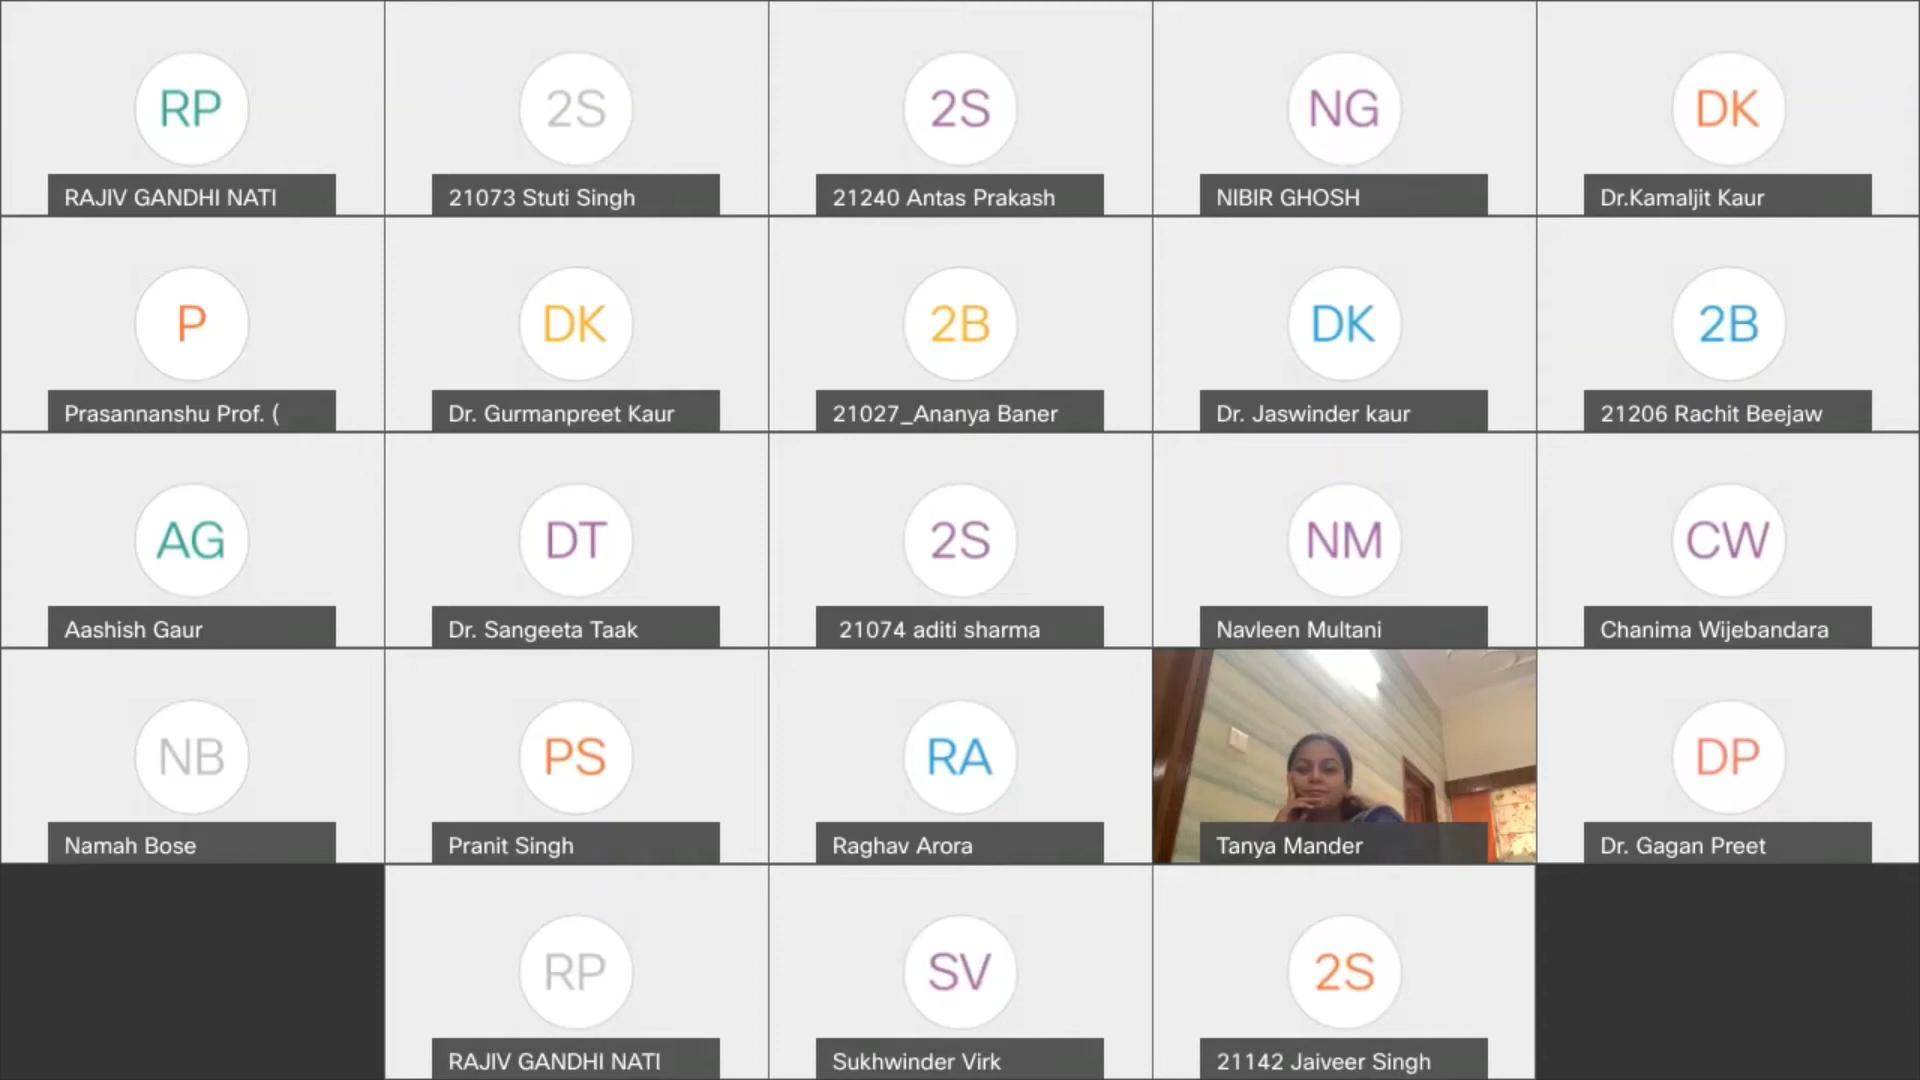 RP
RAJIV GANDHI NATI
2S
21073 Stuti Singh
2S
21240 Antas Prakash
NG
NIBIR GHOSH
DK
Dr.Kamaljit Kaur
P
Prasannanshu Prof. (
DK
Dr. Gurmanpreet Kaur
2B
21027_Ananya Baner
DK
Dr. Jaswinder kaur
2B
21206 Rachit Beejaw
AG
Aashish Gaur
DT
Dr. Sangeeta Taak
2S
21074 aditi sharma
NM
Navleen Multani
CW
Chanima Wijebandara
NB
Namah Bose
PS
Pranit Singh
RA
Raghav Arora
Tanya Mander
DP
Dr. Gagan Preet
RP
RAJIV GANDHI NATI
SV
Sukhwinder Virk
2S
21142 Jaiveer Singh